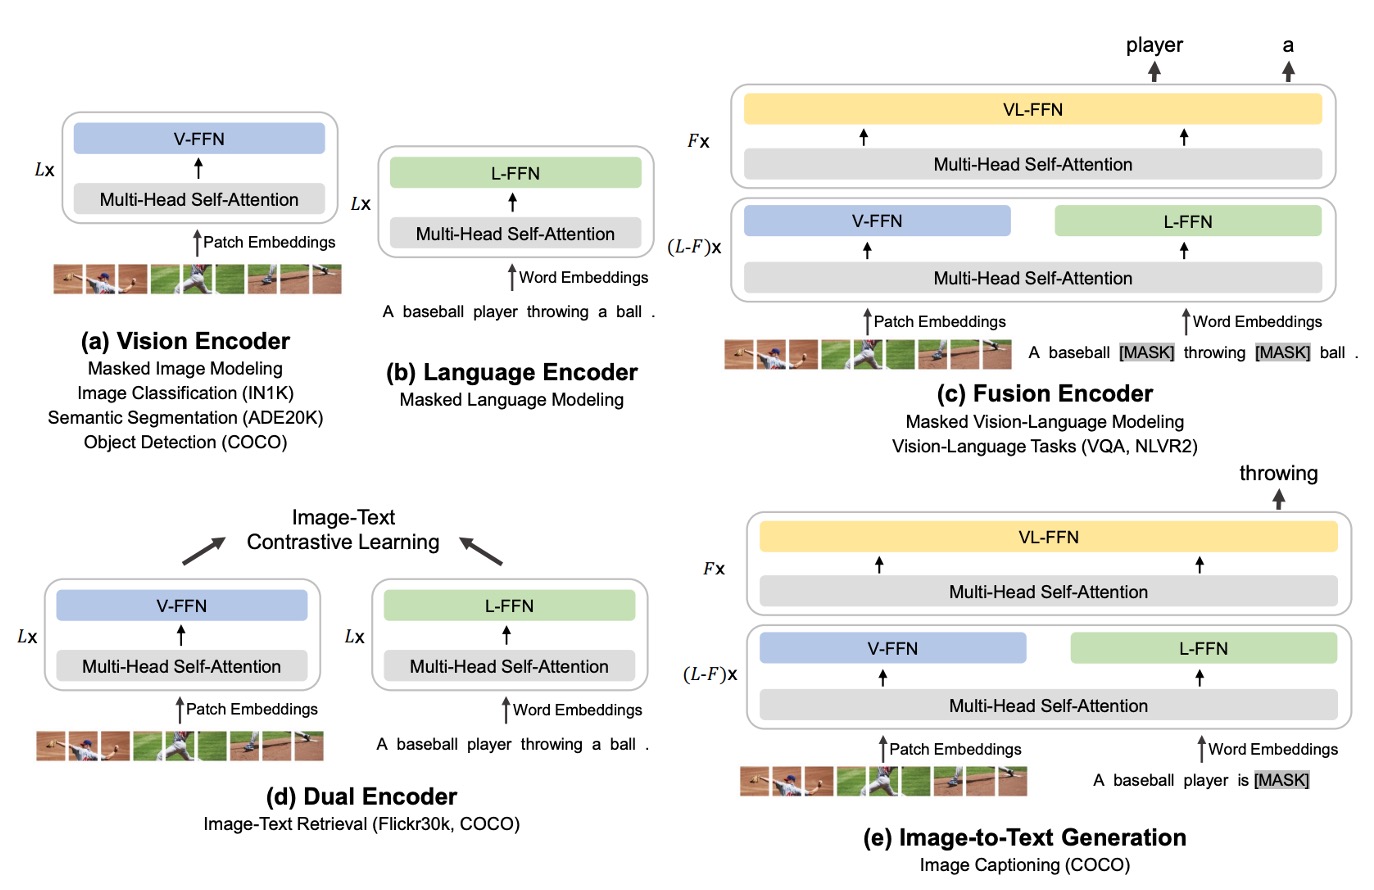 V-FFN
Lx
Multi-Head Self-Attention
Patch Embeddings
(a) Vision Encoder
Masked Image Modeling
Image Classification (IN1K)
Semantic Segmentation (ADE20K)
Object Detection (COCO)
L-FFN
Lx
Multi-Head Self-Attention
Word Embeddings
A baseball player throwing a ball .
(b) Language Encoder
Masked Language Modeling
player a
VL-FFN
Fx
Multi-Head Self-Attention
V-FFN L-FFN
(L-F)x
Multi-Head Self-Attention
Patch Embeddings Word Embeddings
A baseball [MASK] throwing [MASK] ball .
(c) Fusion Encoder
Masked Vision-Language Modeling
Vision-Language Tasks (VQA, NLVR2)
Image-Text
Contrastive Learning
V-FFN L-FFN
Lx Lx
Multi-Head Self-Attention Multi-Head Self-Attention
Patch Embeddings Word Embeddings
A baseball player throwing a ball .
(d) Dual Encoder
Image-Text Retrieval (Flickr30k, COCO)
throwing
VL-FFN
Fx
Multi-Head Self-Attention
V-FFN L-FFN
(L-F)x
Multi-Head Self-Attention
Patch Embeddings Word Embeddings
A baseball player is [MASK]
(e) Image-to-Text Generation
Image Captioning (COCO)